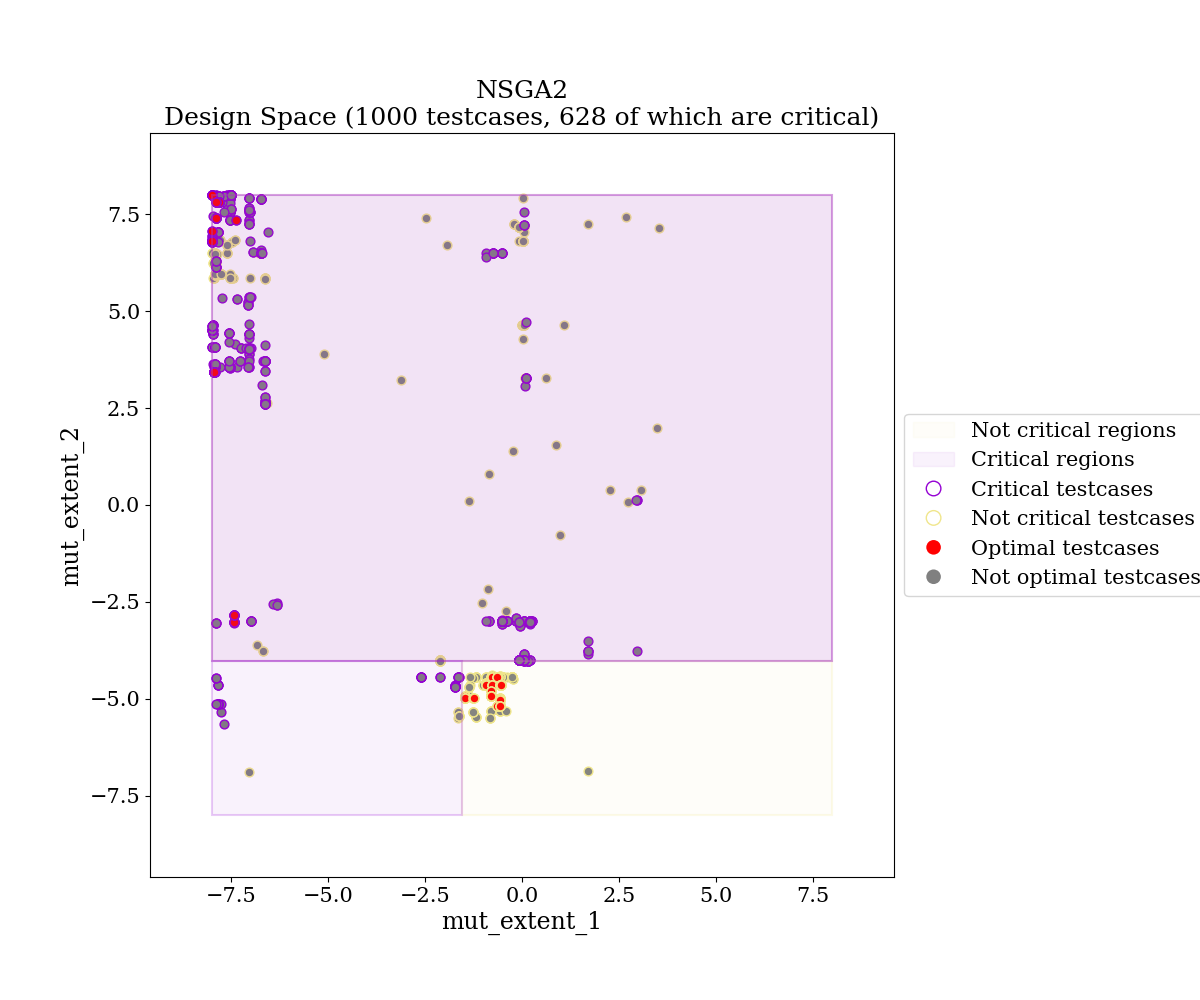 NSGA2
Design Space (1000 testcases, 628 of which are critical)
7.5
5.0
2.5
0.0
−2.5
−5.0
−7.5
mut_extent_2
−7.5
−5.0
−2.5
0.0
2.5
5.0
7.5
mut_extent_1
Not critical regions
Critical regions
Critical testcases
Not critical testcases
Optimal testcases
Not optimal testcases